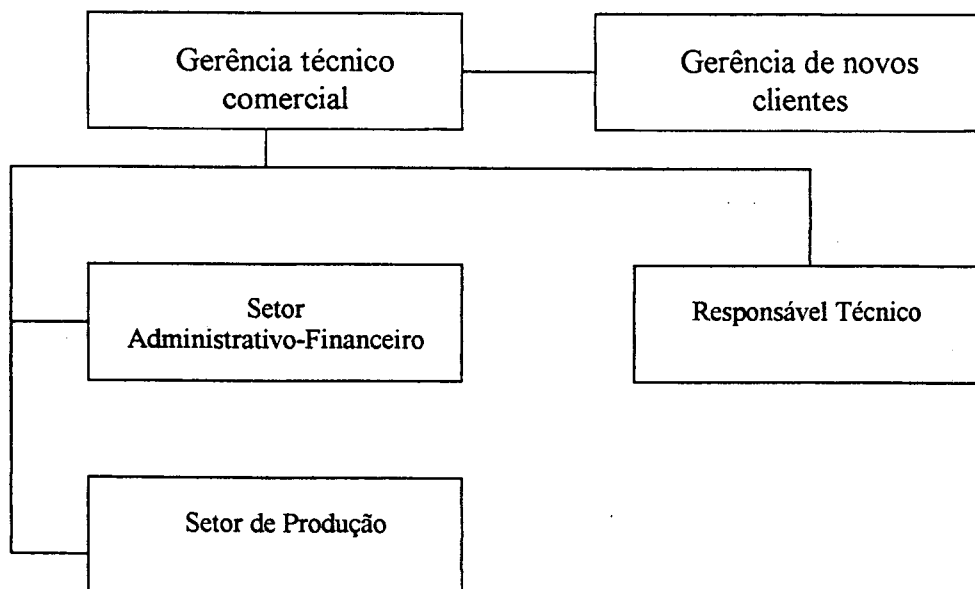 Gerência técnico
comercial
Gerência de novos
clientes
Setor
Administrativo-Financeiro
Responsável Técnico
Setor de Produção